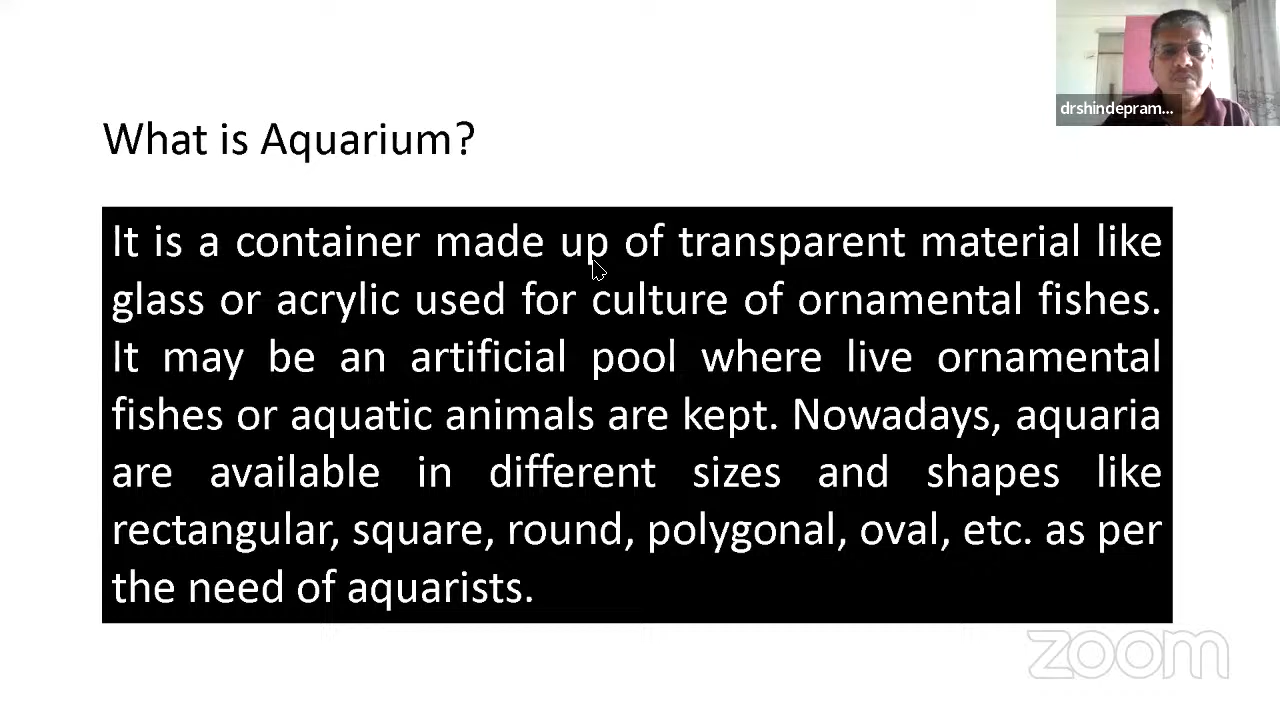 drshindepram...
What is Aquarium?
It is a container made up of transparent material like
glass or acrylic used for culture of ornamental fishes.
It may be an artificial pool where live ornamental
fishes or aquatic animals are kept. Nowadays, aquaria
are available in different sizes and shapes like
rectangular, square, round, polygonal, oval, etc. as per
the need of aquarists.
zoom